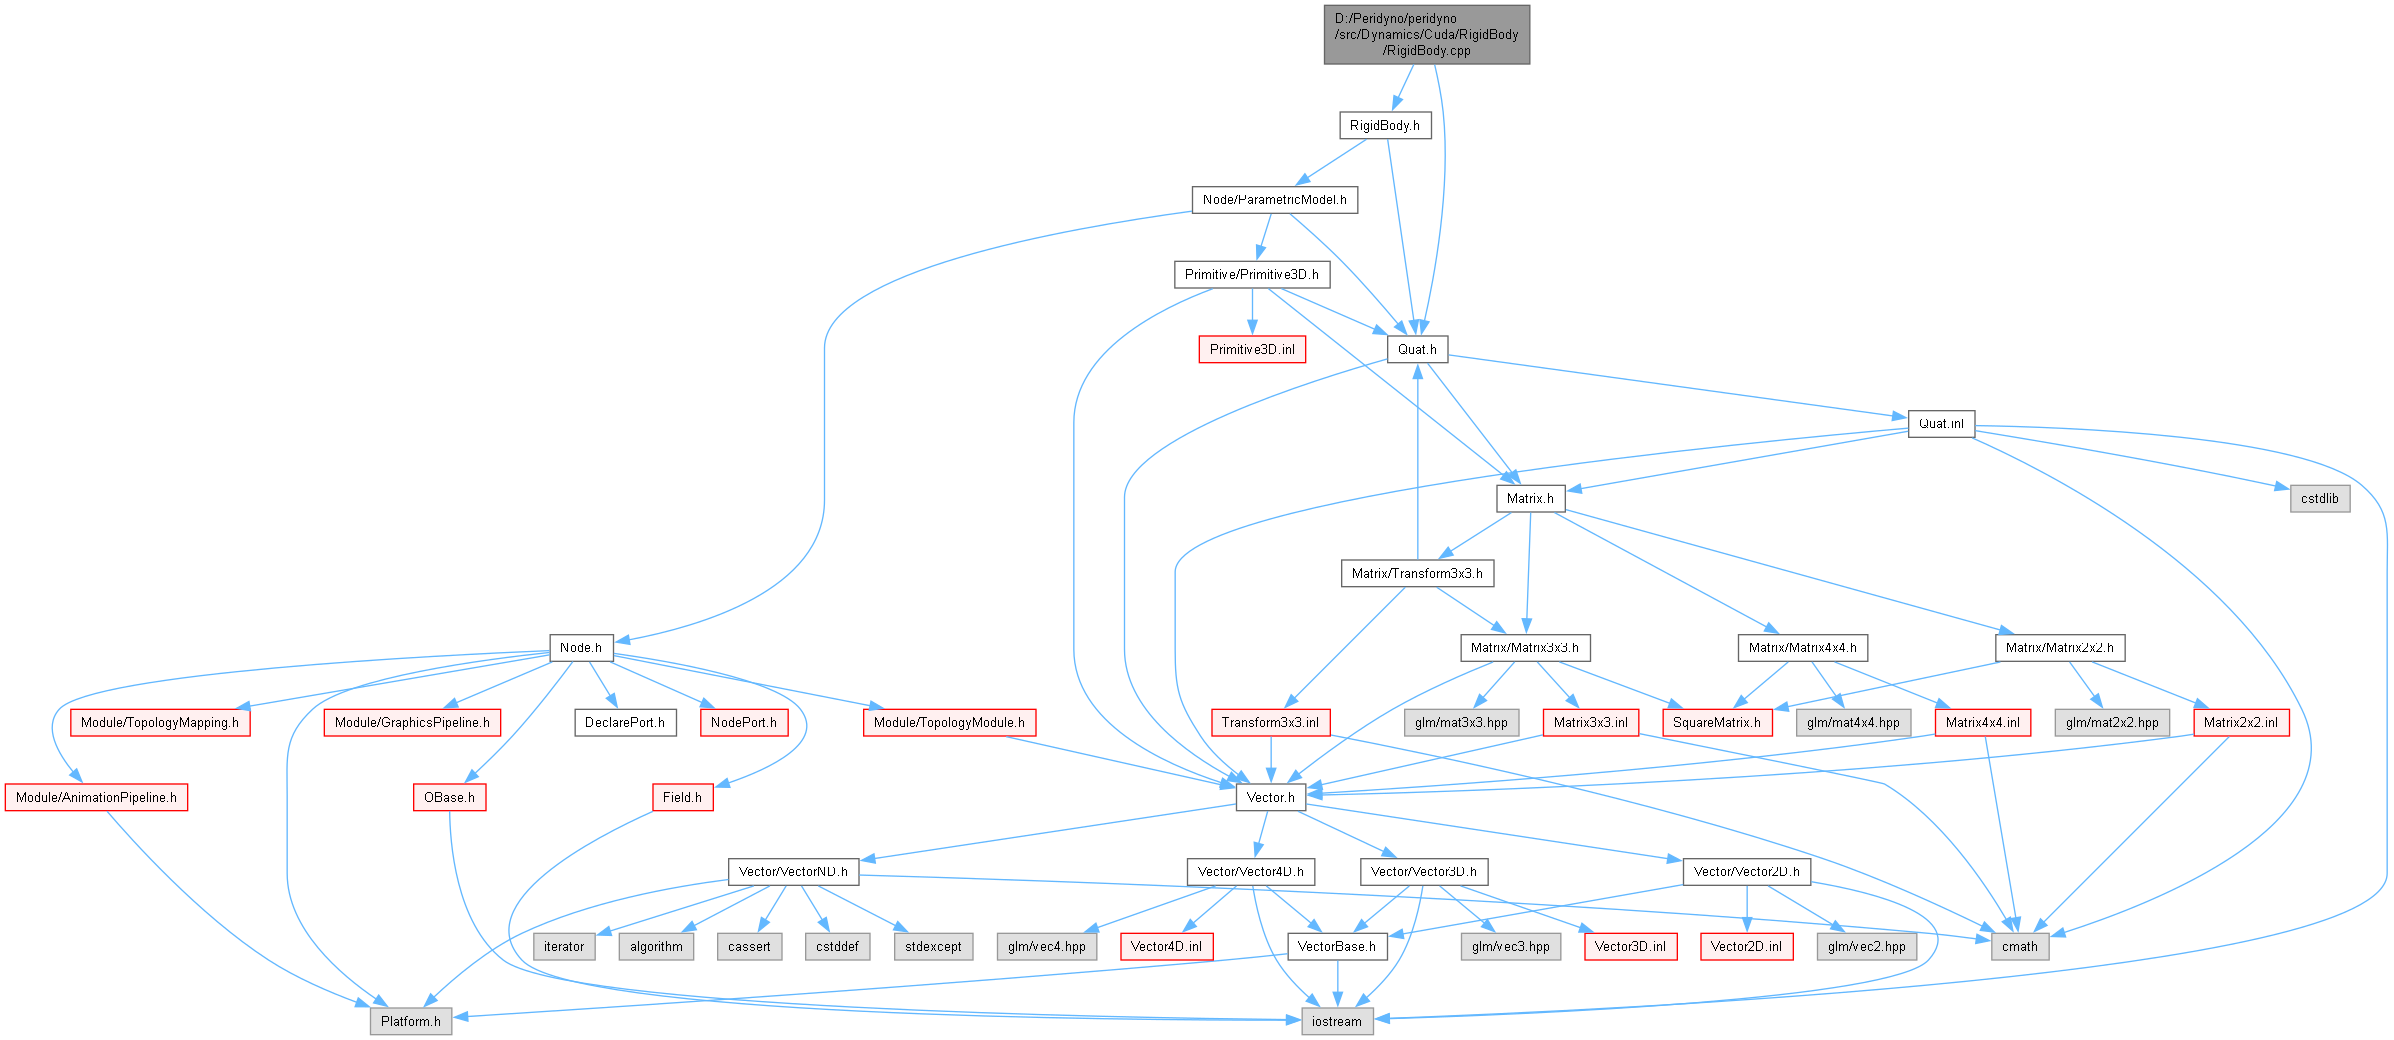 D:/Peridyno/peridyno
/src/Dynamics/Cuda/RigidBody
/RigidBody.cpp
RigidBody.h
Node/ParametricModel.h
Primitive/Primitive3D.h
Primitive3D.inl
Quat.h
Quat.inl
Matrix.h
cstdlib
Matrix/Transform3x3.h
Node.h
Matrix/Matrix3x3.h
Matrix/Matrix4x4.h
Matrix/Matrix2x2.h
Module/TopologyMapping.h
Module/GraphicsPipeline.h
DeclarePort.h
NodePort.h
Module/TopologyModule.h
Transform3x3.inl
glm/mat3x3.hpp
Matrix3x3.inl
SquareMatrix.h
glm/mat4x4.hpp
Matrix4x4.inl
glm/mat2x2.hpp
Matrix2x2.inl
Module/AnimationPipeline.h
OBase.h
Field.h
Vector.h
Vector/VectorND.h
Vector/Vector4D.h
Vector/Vector3D.h
Vector/Vector2D.h
iterator
algorithm
cassert
cstddef
stdexcept
glm/vec4.hpp
Vector4D.inl
VectorBase.h
glm/vec3.hpp
Vector3D.inl
Vector2D.inl
glm/vec2.hpp
cmath
Platform.h
iostream